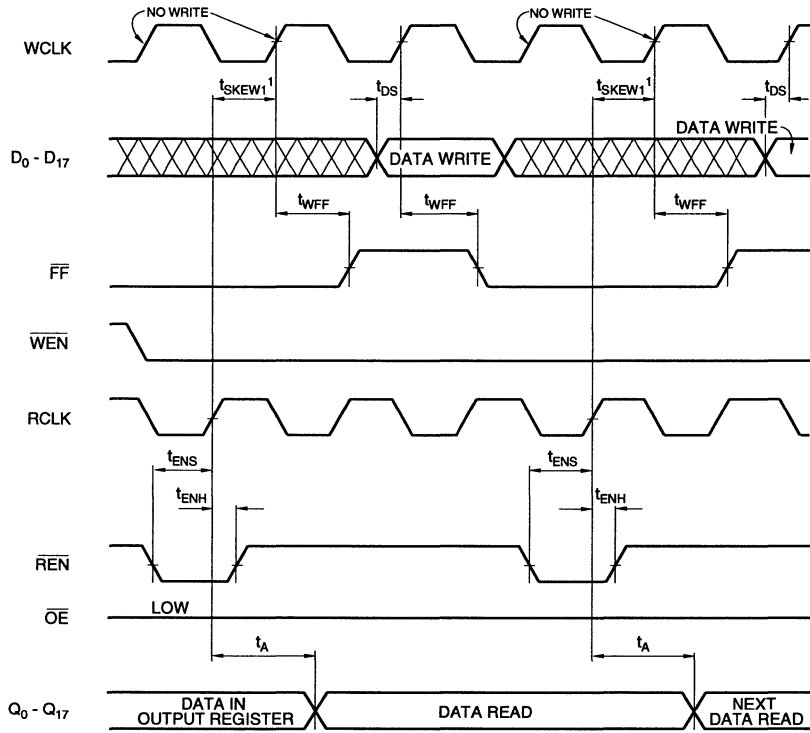 NO WRITE
NO WRITE
WCLK
tSKEW1¹
tDS
tSKEW1¹
tDS
DATA WRITE
D0 - D17
DATA WRITE
tWFF
tWFF
tWFF
FF
WEN
RCLK
tENS
tENS
tENH
tENH
REN
LOW
OE
tA
tA
Q0 - Q17
DATA IN
OUTPUT REGISTER
DATA READ
NEXT
DATA READ